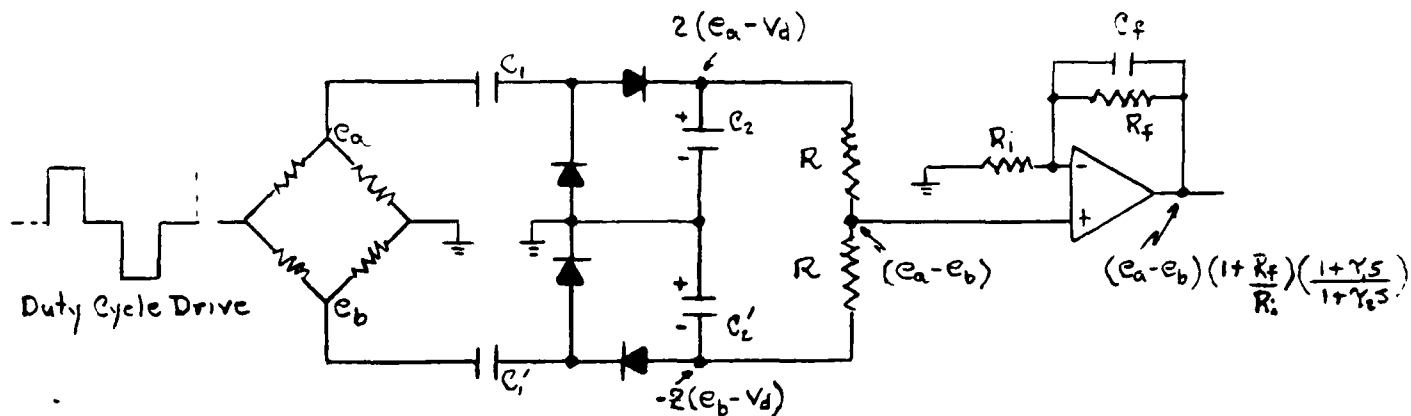 2(ea-Vd)
Cf
C1
ea
+
C2
-
Rf
Ri
R
-
+
(ea-eb)
(ea-eb)(1+Rf/Ri)(1+τ1s/1+τ2s)
R
Duty Cycle Drive
eb
+
C2'
-
C1'
-2(eb-Vd)